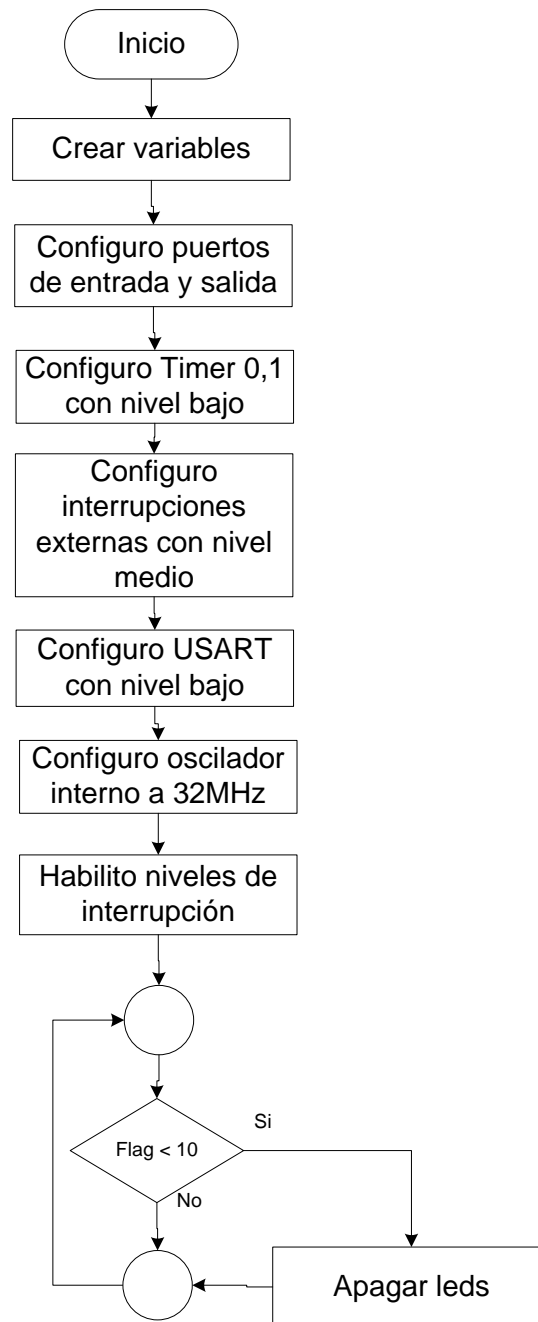 Inicio
Crear variables
Configuro puertos
de entrada y salida
Configuro Timer 0,1
con nivel bajo
Configuro
interrupciones
externas con nivel
medio
Configuro USART
con nivel bajo
Configuro oscilador
interno a 32MHz
Habilito niveles de
interrupción
Flag < 10
Si
No
Apagar leds